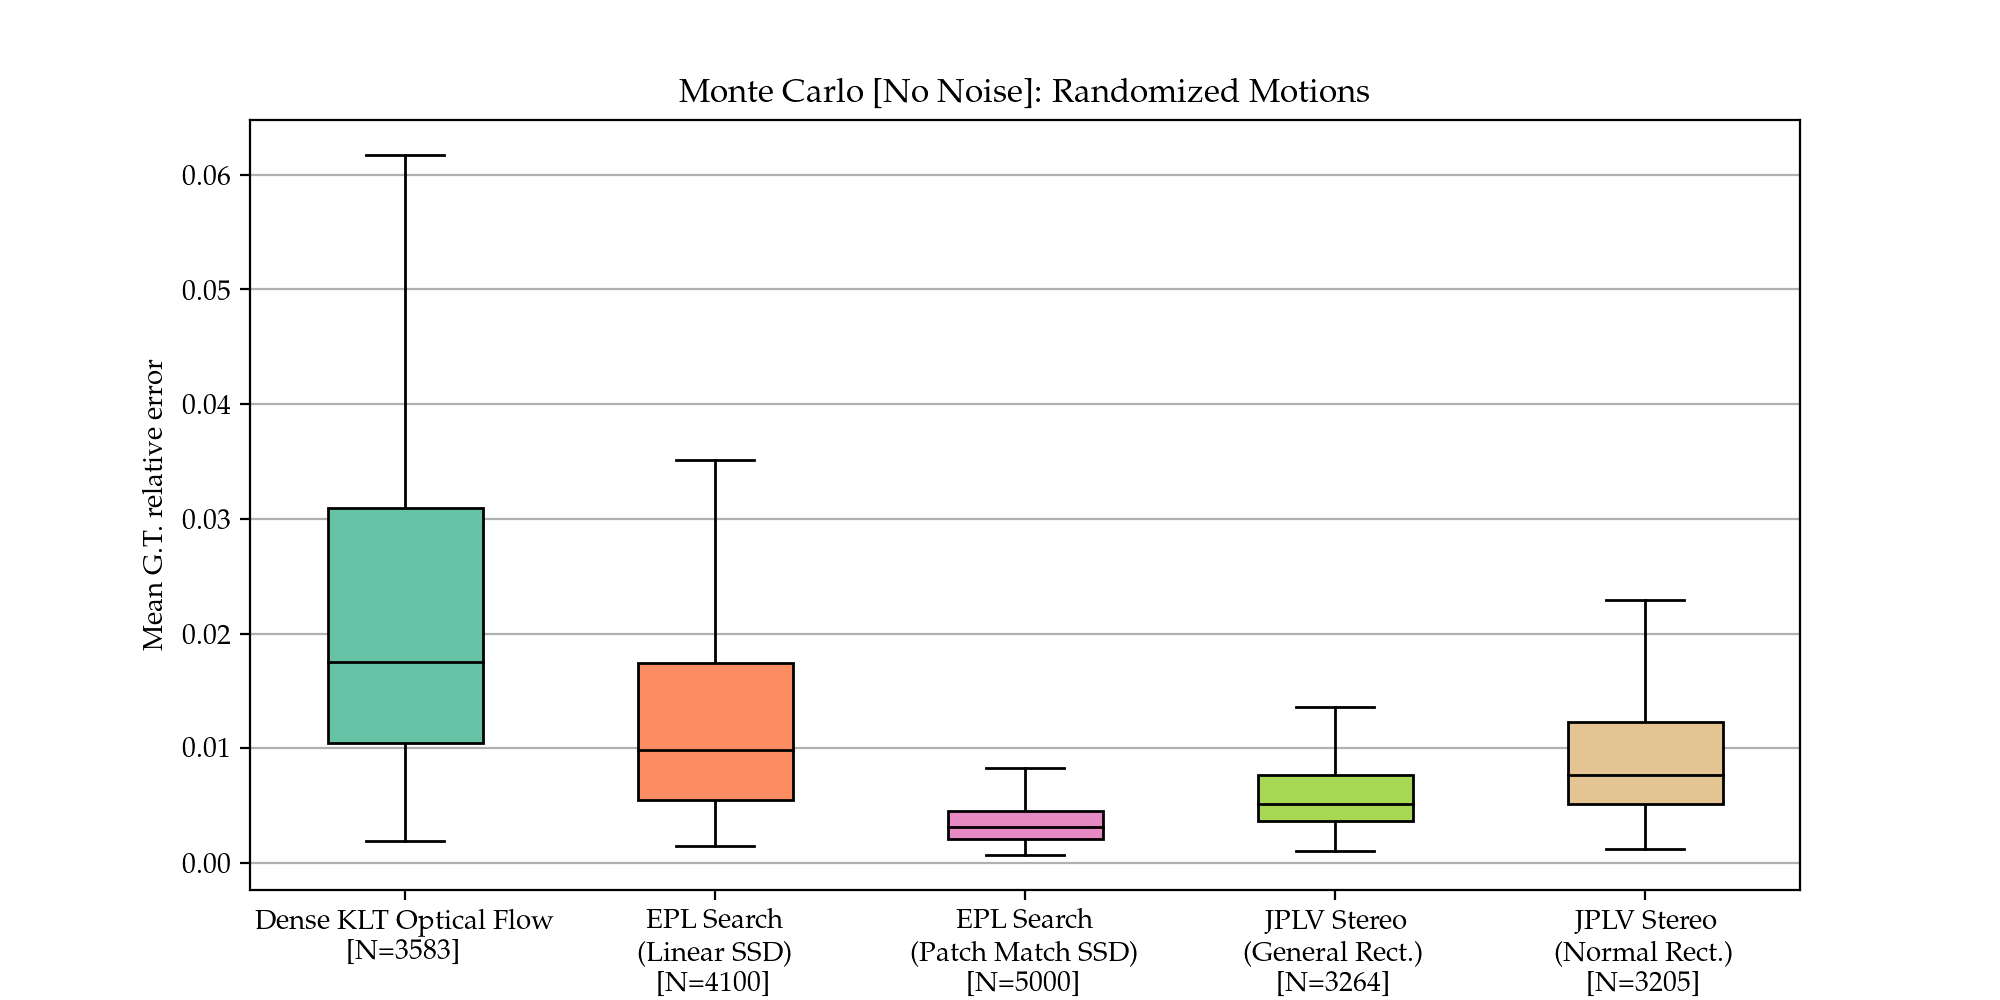 Monte Carlo [No Noise]: Randomized Motions
Mean G.T. relative error
0.06
0.05
0.04
0.03
0.02
0.01
0.00
Dense KLT Optical Flow
[N=3583]
EPL Search
(Linear SSD)
[N=4100]
EPL Search
(Patch Match SSD)
[N=5000]
JPLV Stereo
(General Rect.)
[N=3264]
JPLV Stereo
(Normal Rect.)
[N=3205]